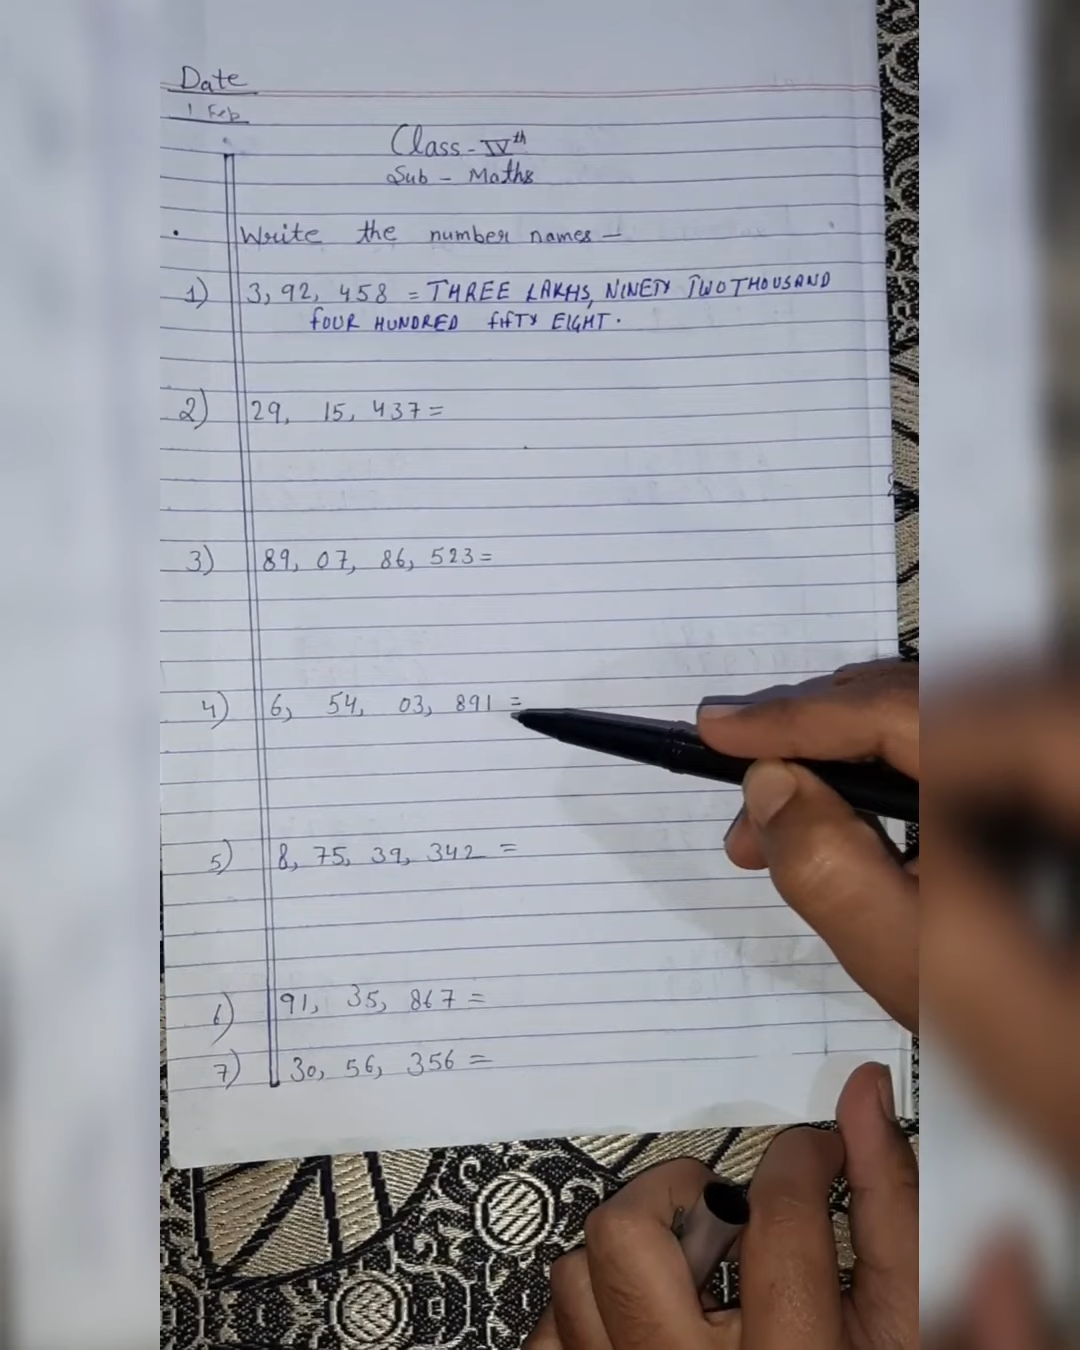 Date
1 Feb
Class - IVth
Sub - Maths
Write the number names -
1) 3, 92, 458 = THREE LAKHS, NINETY TWO THOUSAND
FOUR HUNDRED FIFTY EIGHT.
2) 29, 15, 437 =
3) 89, 07, 86, 523 =
4) 6, 54, 03, 891 =
5) 8, 75, 39, 342 =
6) 91, 35, 867 =
7) 30, 56, 356 =